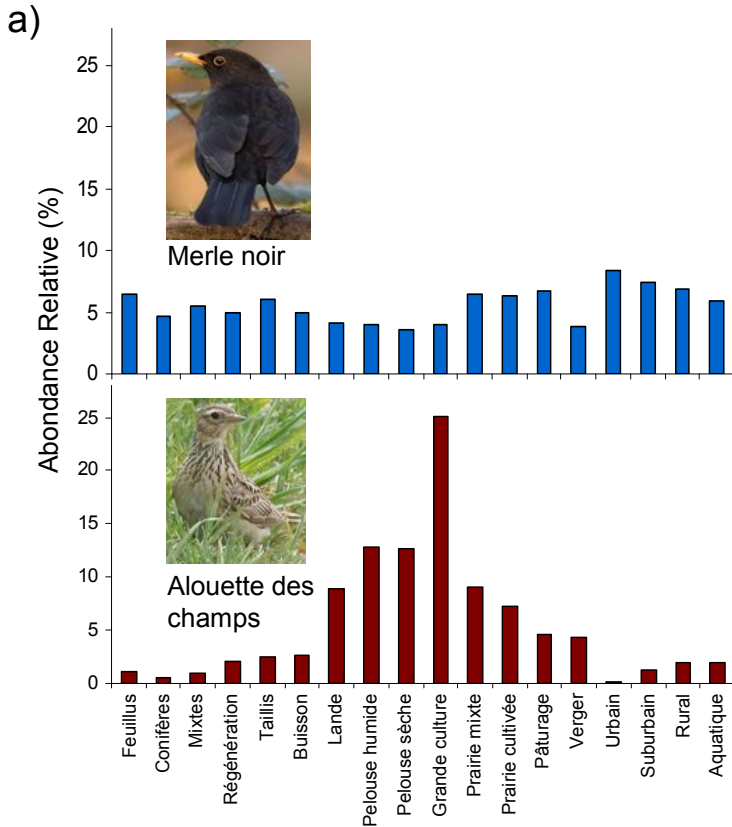 a)
Abondance Relative (%)
25
20
15
10
5
0
Merle noir
25
20
15
10
5
0
Alouette des
champs
Feuillus
Conifères
Mixtes
Régénération
Taillis
Buisson
Lande
Pelouse humide
Pelouse sèche
Grande culture
Prairie mixte
Prairie cultivée
Pâturage
Verger
Urbain
Suburbain
Rural
Aquatique